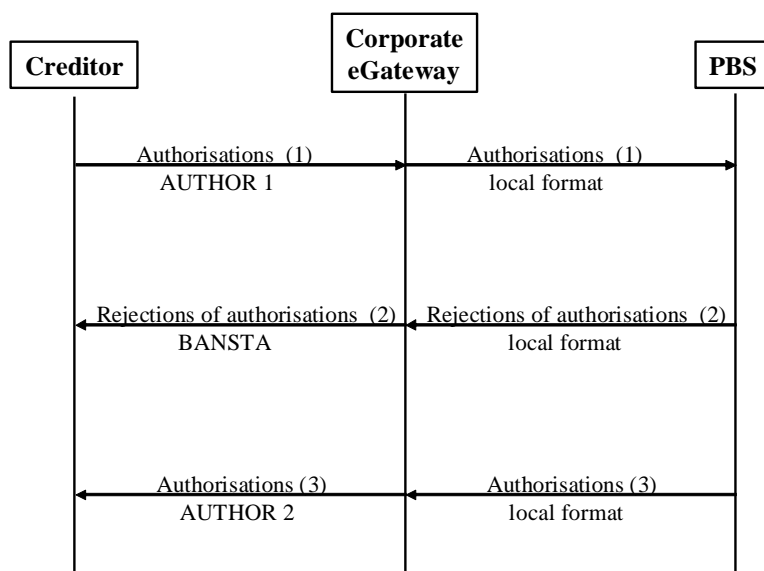 Creditor
Corporate
eGateway
PBS
Authorisations (1)
AUTHOR 1
Authorisations (1)
local format
Rejections of authorisations (2)
BANSTA
Rejections of authorisations (2)
local format
Authorisations (3)
AUTHOR 2
Authorisations (3)
local format